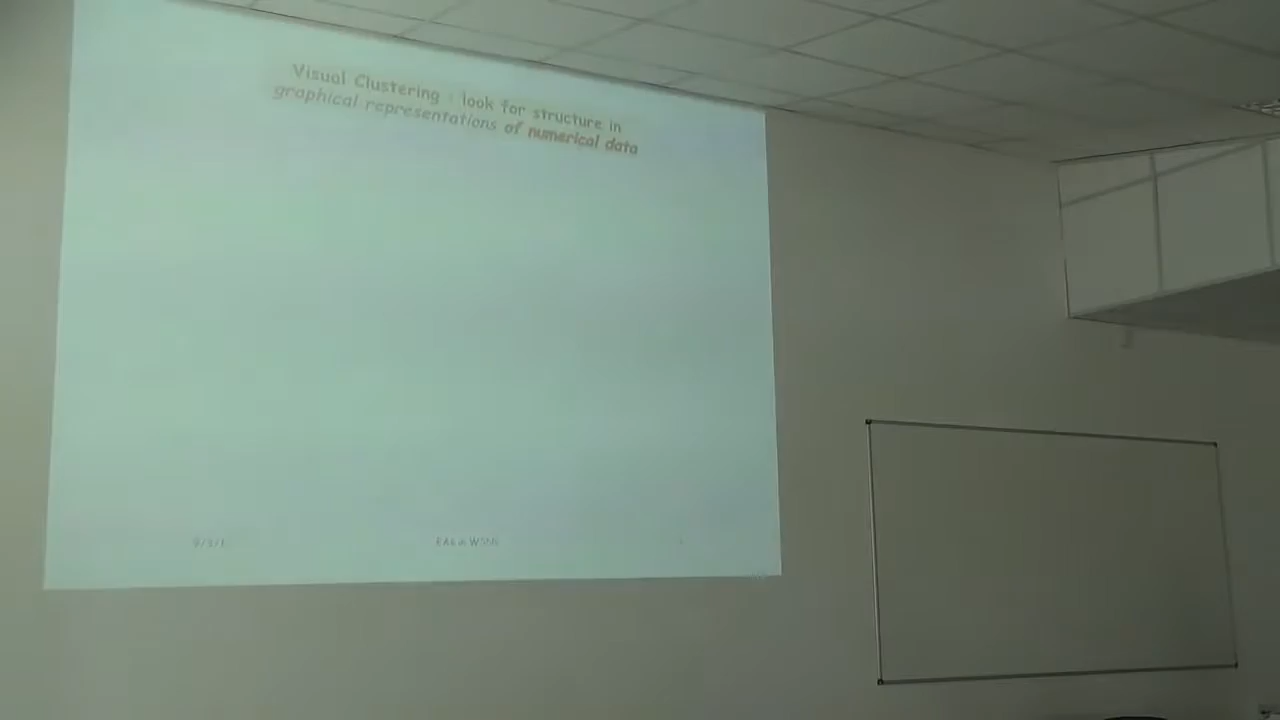 Visual Clustering : look for structure in
graphical representations of numerical data